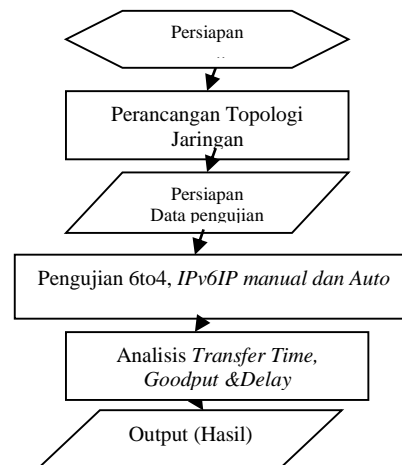 Persiapan
Perancangan Topologi
Jaringan
Persiapan
Data pengujian
Pengujian 6to4, IPv6IP manual dan Auto
Analisis Transfer Time,
Goodput &Delay
Output (Hasil)